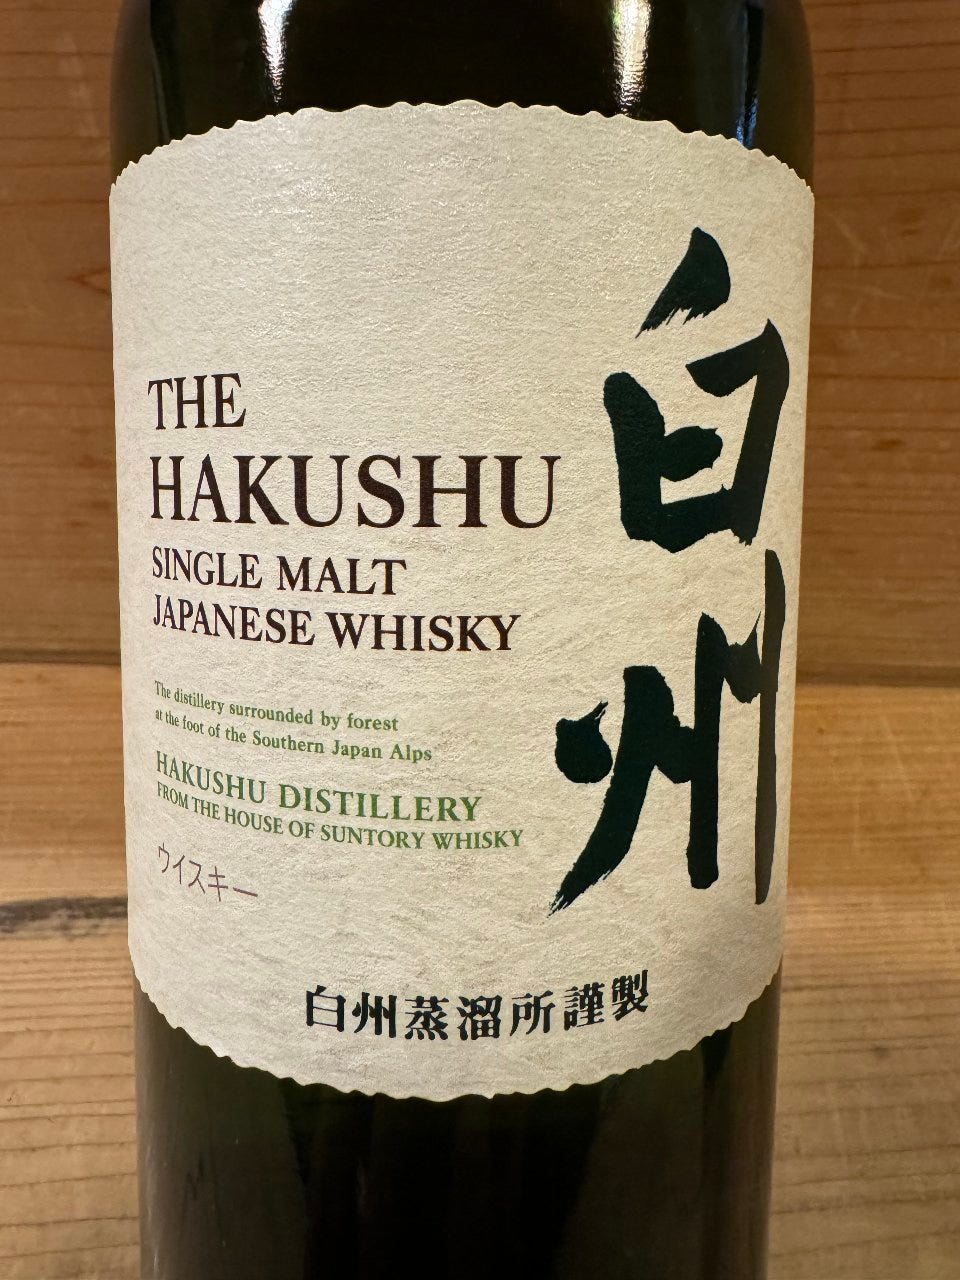 THE
HAKUSHU
SINGLE MALT
JAPANESE WHISKY
The distillery surrounded by forest
at the foot of the Southern Japan Alps
HAKUSHU DISTILLERY
FROM THE HOUSE OF SUNTORY WHISKY
ウイスキー
白州
白州蒸溜所謹製